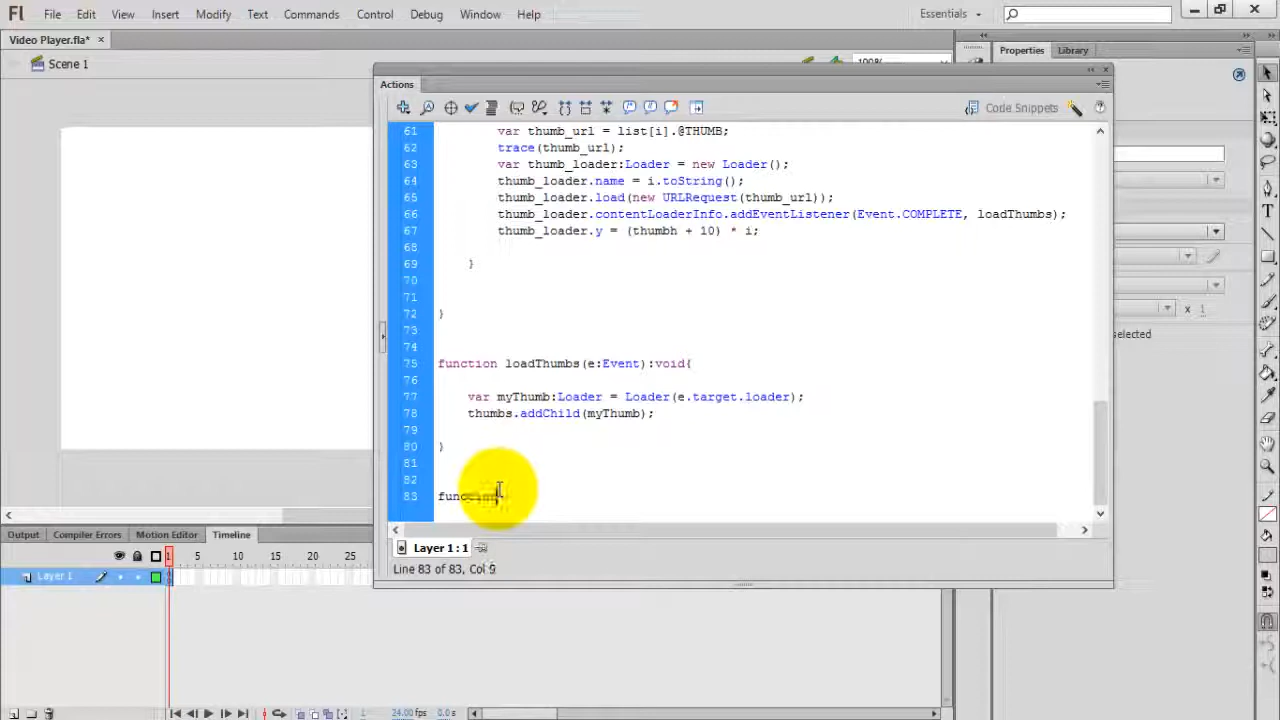 Fl File Edit View Insert Modify Text Commands Control Debug Window Help Essentials
Video Player.fla* ×
Scene 1
100%
Properties Library
Actions
Code Snippets
61 var thumb_url = list[i].@THUMB;
62 trace(thumb_url);
63 var thumb_loader:Loader = new Loader();
64 thumb_loader.name = i.toString();
65 thumb_loader.load(new URLRequest(thumb_url));
66 thumb_loader.contentLoaderInfo.addEventListener(Event.COMPLETE, loadThumbs);
67 thumb_loader.y = (thumbh + 10) * i;
68
69 }
70
71
72 }
73
74
75 function loadThumbs(e:Event):void{
76
77 var myThumb:Loader = Loader(e.target.loader);
78 thumbs.addChild(myThumb);
79
80 }
81
82
83
x 1
selected
Layer 1 : 1
Line 83 of 83, Col 9
Output Compiler Errors Motion Editor Timeline
1 5 10 15 20 25
Layer 1
24.00 fps 0.0 s